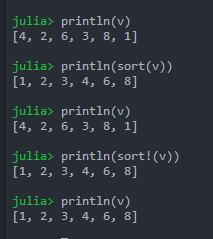 julia> println(v)
[4, 2, 6, 3, 8, 1]
julia> println(sort(v))
[1, 2, 3, 4, 6, 8]
julia> println(v)
[4, 2, 6, 3, 8, 1]
julia> println(sort!(v))
[1, 2, 3, 4, 6, 8]
julia> println(v)
[1, 2, 3, 4, 6, 8]